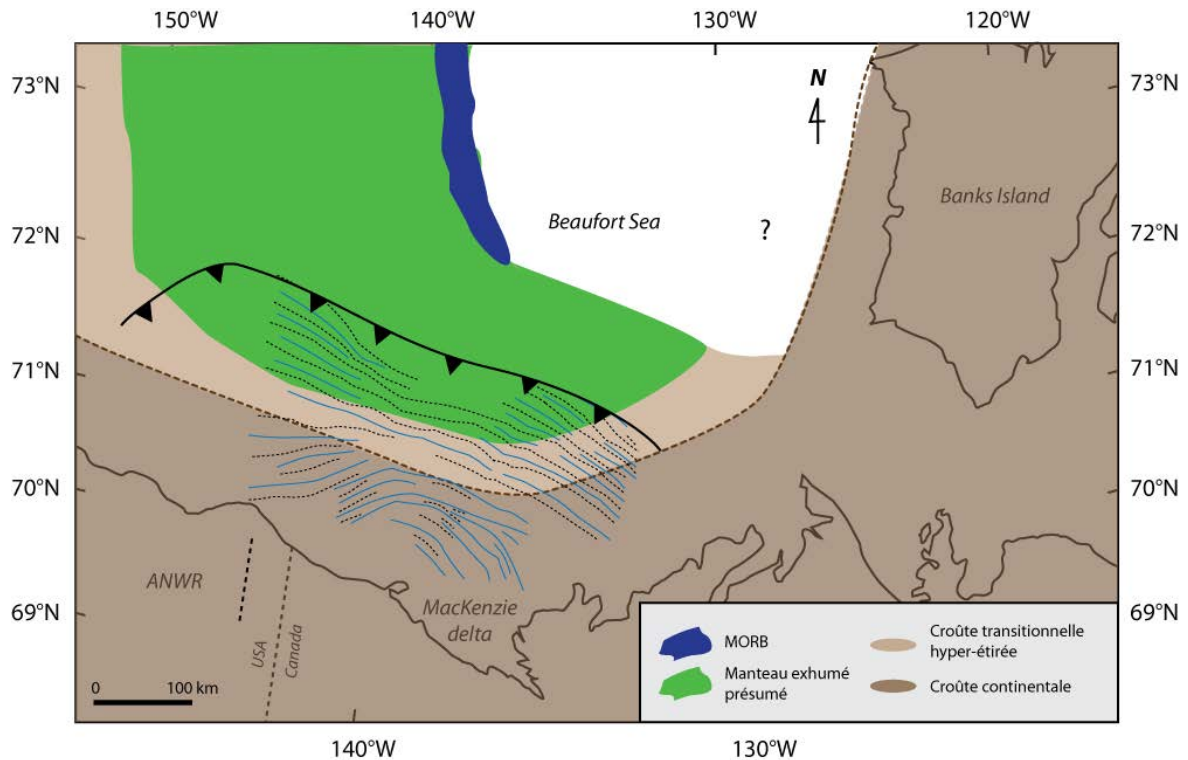 150°W 140°W 130°W 120°W
73°N 73°N
N
Banks Island
Beaufort Sea
?
72°N 72°N
71°N 71°N
70°N 70°N
ANWR
MacKenzie
delta
69°N 69°N
USA
Canada
0 100 km
MORB
Manteau exhumé
présumé
Croûte transitionnelle
hyper-étirée
Croûte continentale
140°W 130°W